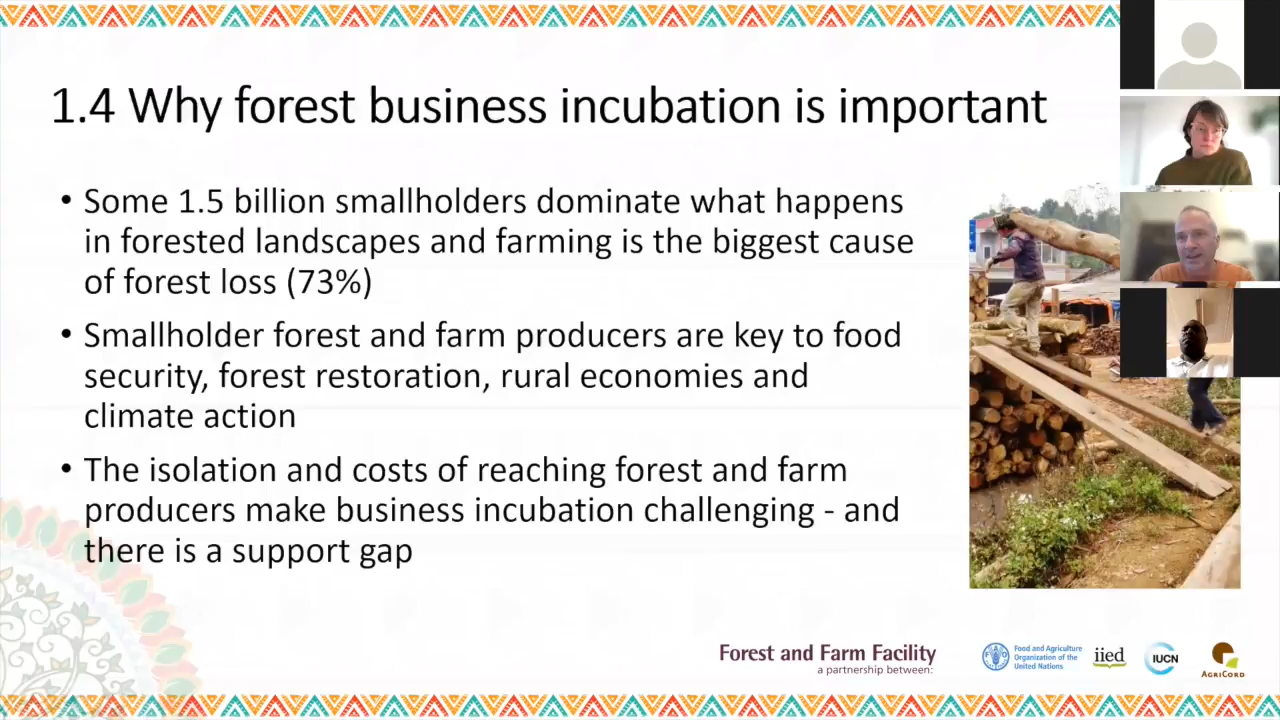 1.4 Why forest business incubation is important
• Some 1.5 billion smallholders dominate what happens
in forested landscapes and farming is the biggest cause
of forest loss (73%)
• Smallholder forest and farm producers are key to food
security, forest restoration, rural economies and
climate action
• The isolation and costs of reaching forest and farm
producers make business incubation challenging - and
there is a support gap
Forest and Farm Facility
a partnership between:
Food and Agriculture
Organization of the
United Nations
iied
IUCN
AGRICORD